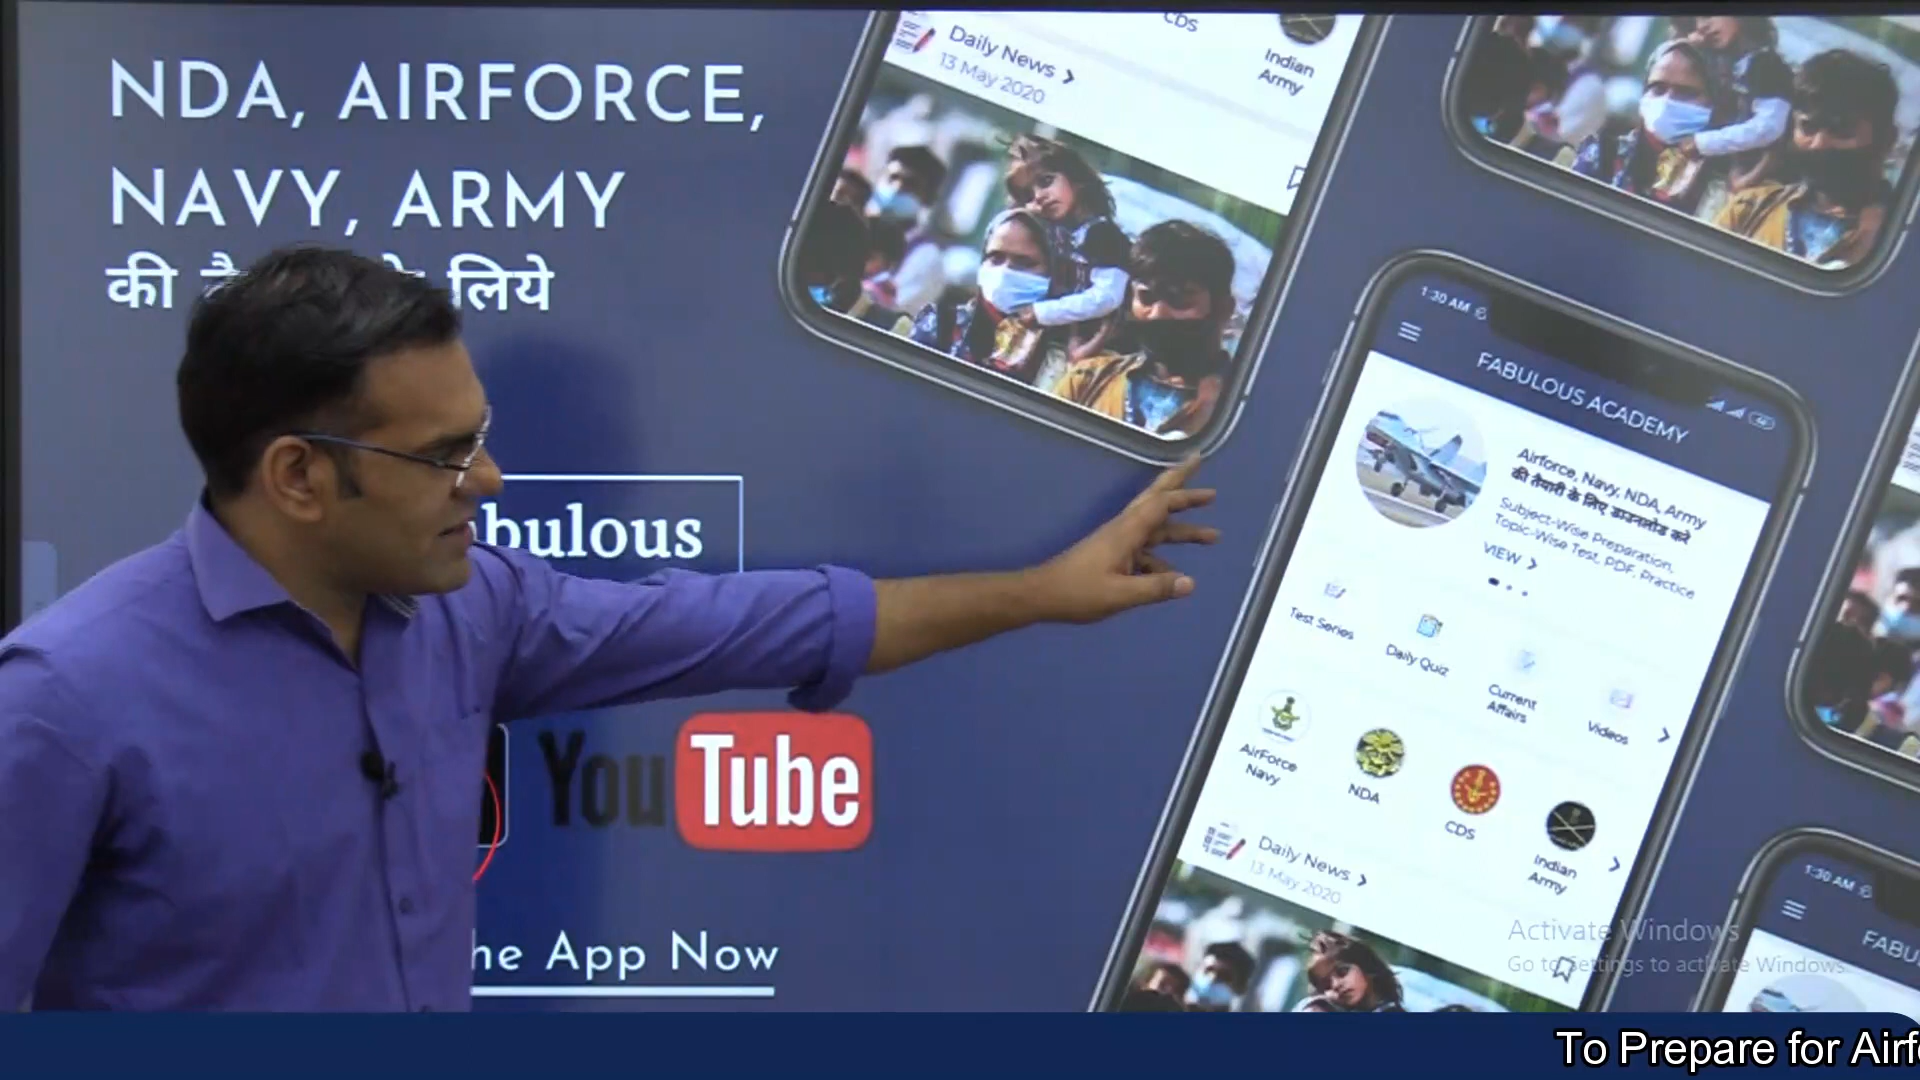 NDA, AIRFORCE,
NAVY, ARMY
की
लिये
bulous
YouTube
he App Now
CDS
Indian
Army
Daily News >
13 May 2020
1:30 AM
FABULOUS ACADEMY
Airforce, Navy, NDA, Army
की तैयारी के लिए डाउनलोड करे
Subject-Wise Preparation,
Topic-Wise Test, PDF, Practice
VIEW >
Test Series
Daily Quiz
Current
Affairs
Videos
AirForce
Navy
NDA
CDS
Indian
Army
Daily News >
13 May 2020
1:30 AM
FABU
Activate Windows
Go to Settings to activate Windows.
To Prepare for Airf